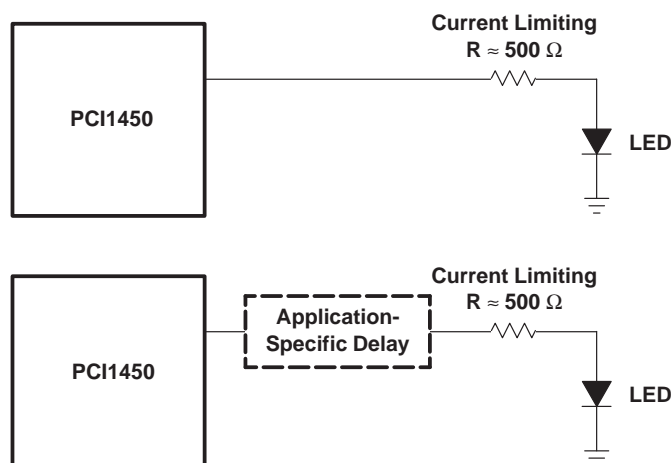 Current Limiting
R ≈ 500 Ω
PCI1450
LED
Current Limiting
R ≈ 500 Ω
Application-
Specific Delay
PCI1450
LED